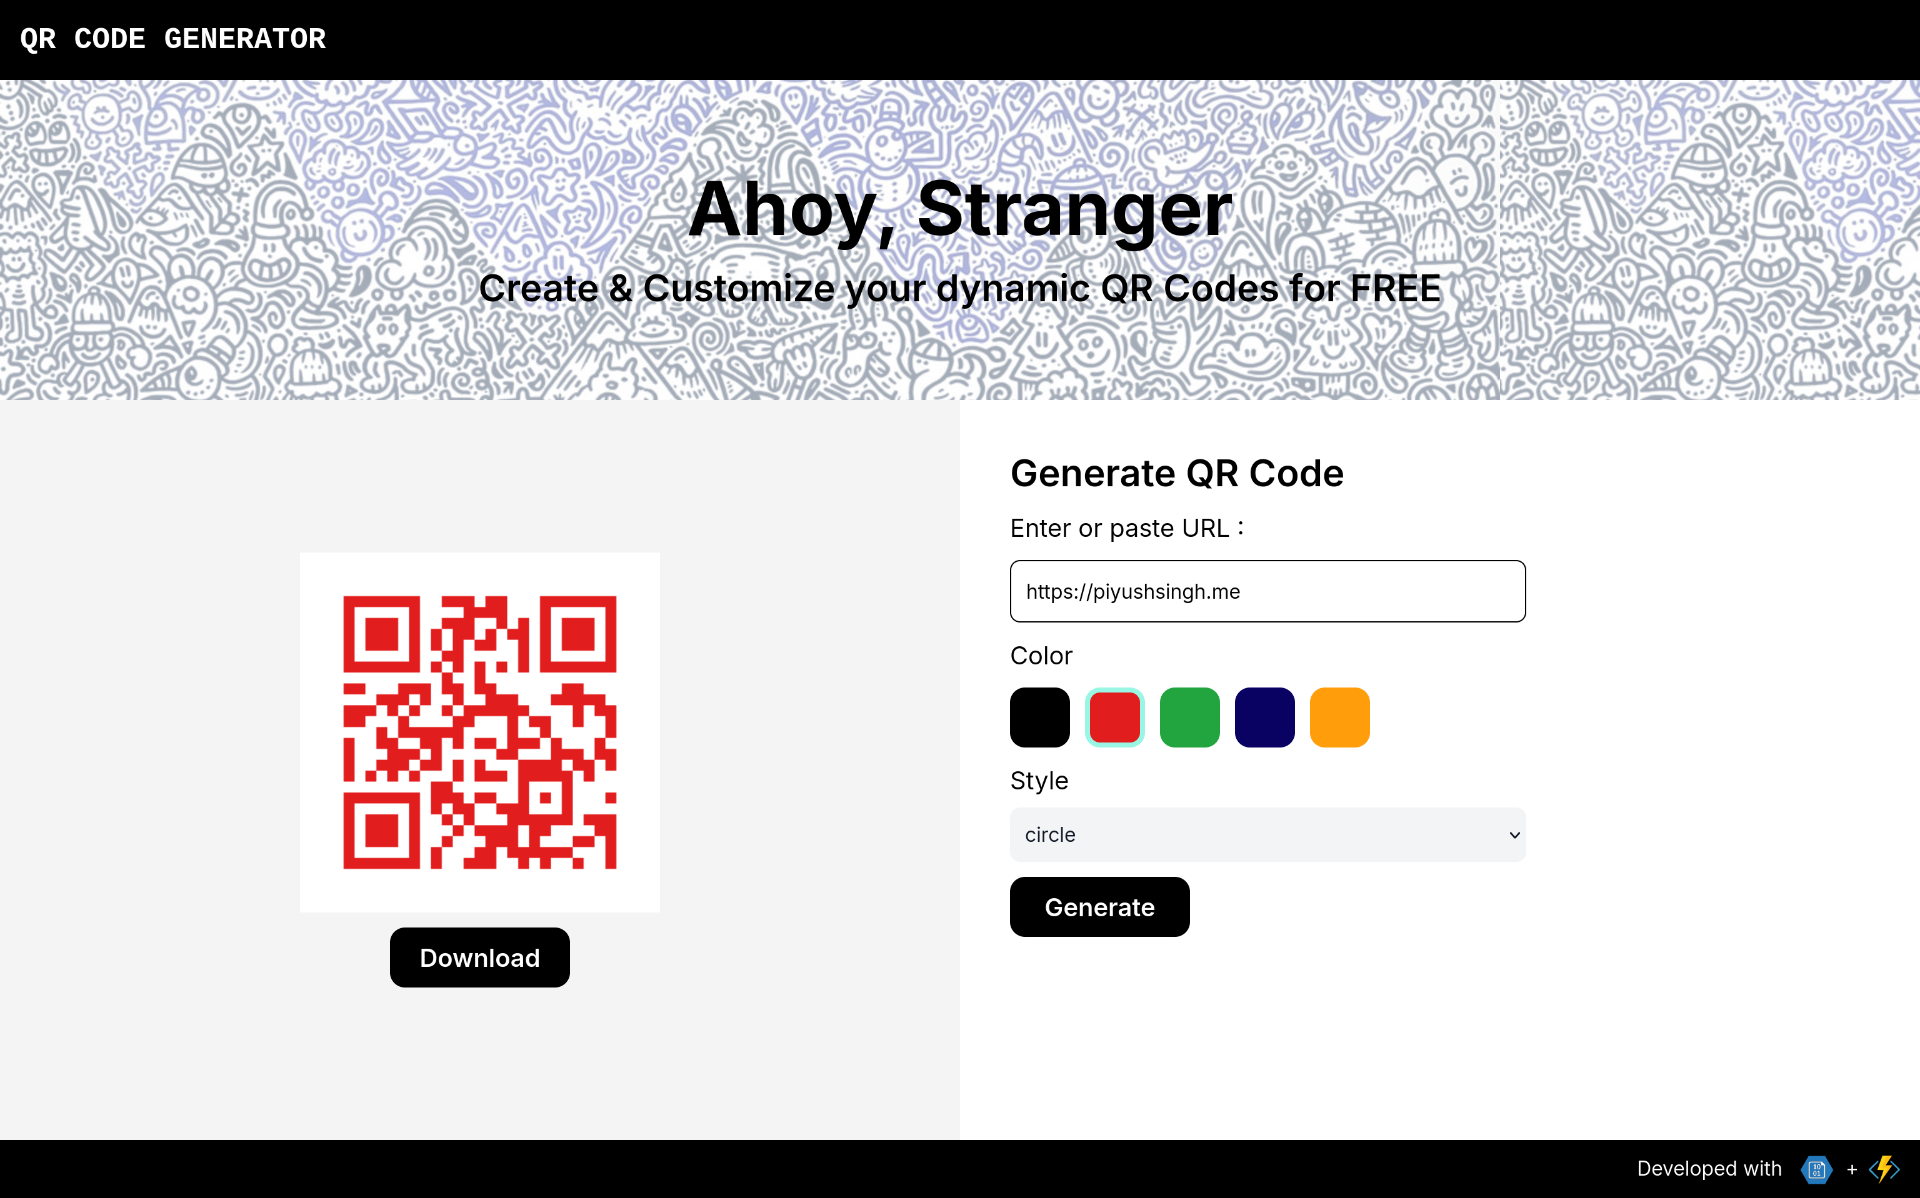 QR CODE GENERATOR
Ahoy, Stranger
Create & Customize your dynamic QR Codes for FREE
Generate QR Code
Enter or paste URL :
https://piyushsingh.me
Color
Style
circle
Generate
Download
Developed with +